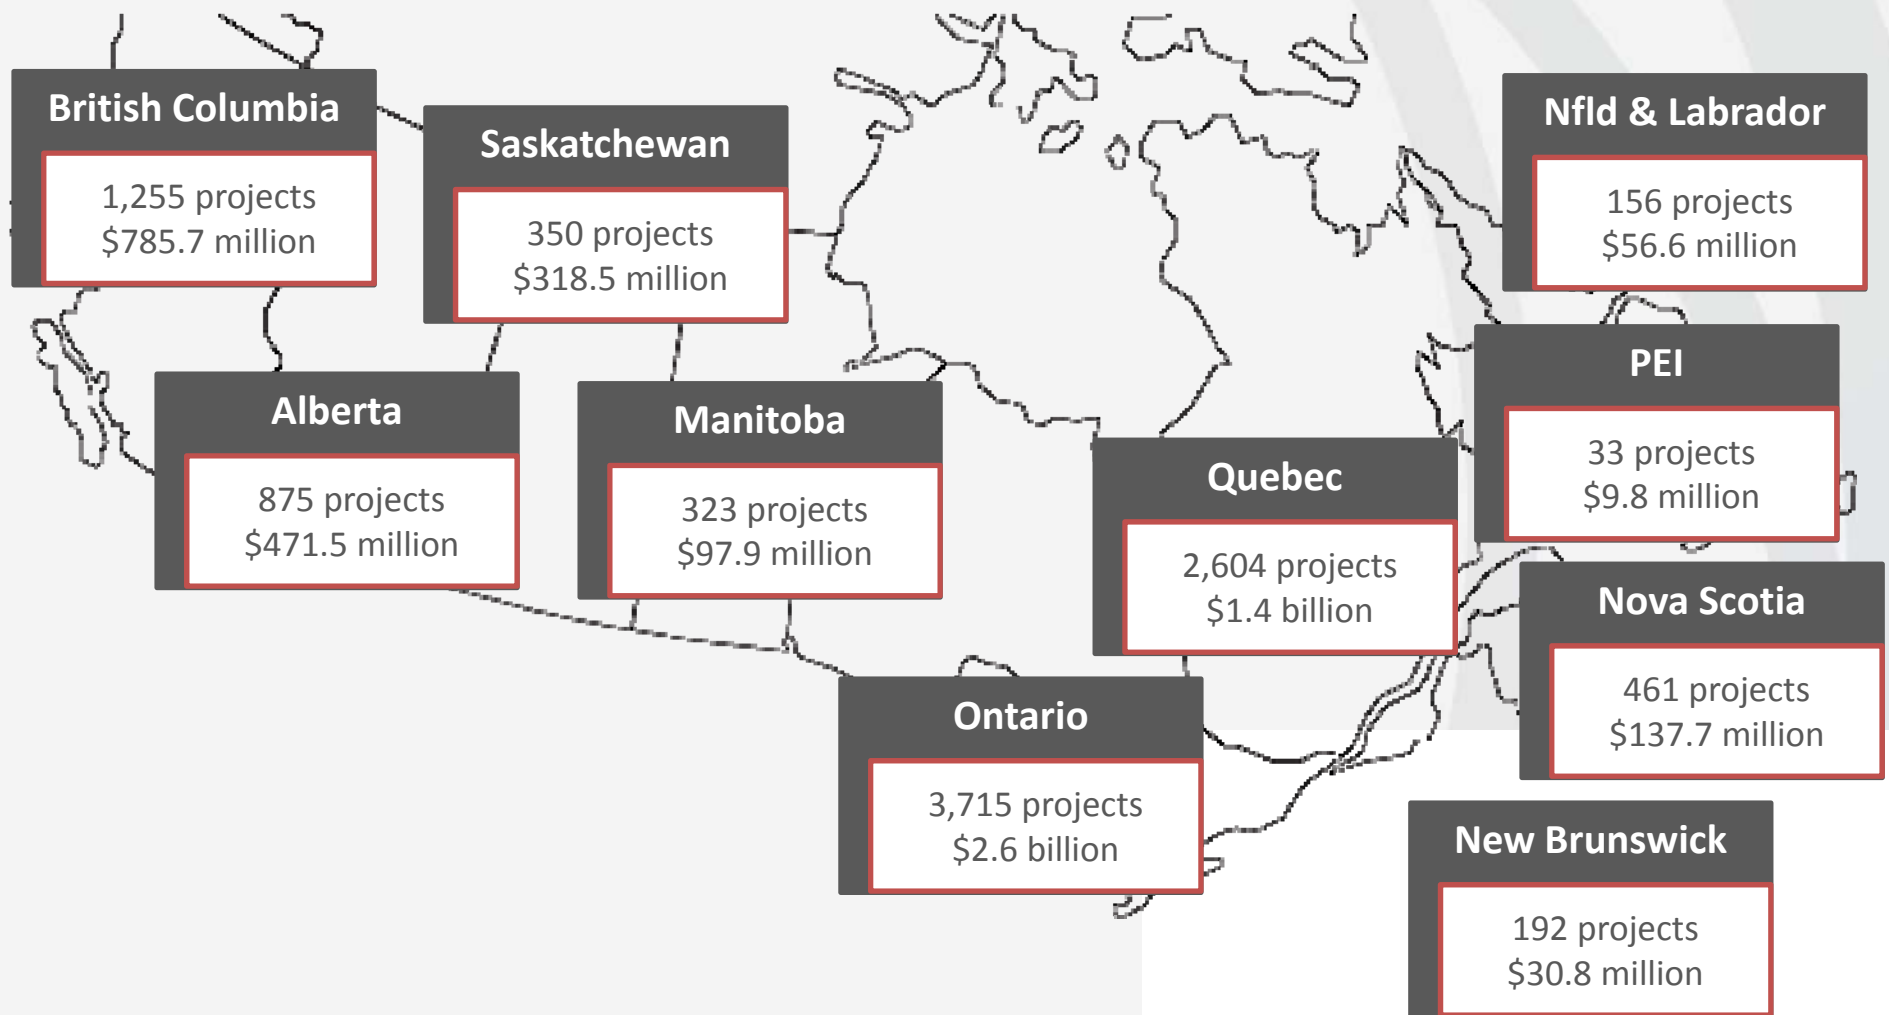 British Columbia
1,255 projects
$785.7 million
Saskatchewan
350 projects
$318.5 million
Nfld & Labrador
156 projects
$56.6 million
Alberta
875 projects
$471.5 million
Manitoba
323 projects
$97.9 million
PEI
33 projects
$9.8 million
Quebec
2,604 projects
$1.4 billion
Nova Scotia
461 projects
$137.7 million
Ontario
3,715 projects
$2.6 billion
New Brunswick
192 projects
$30.8 million